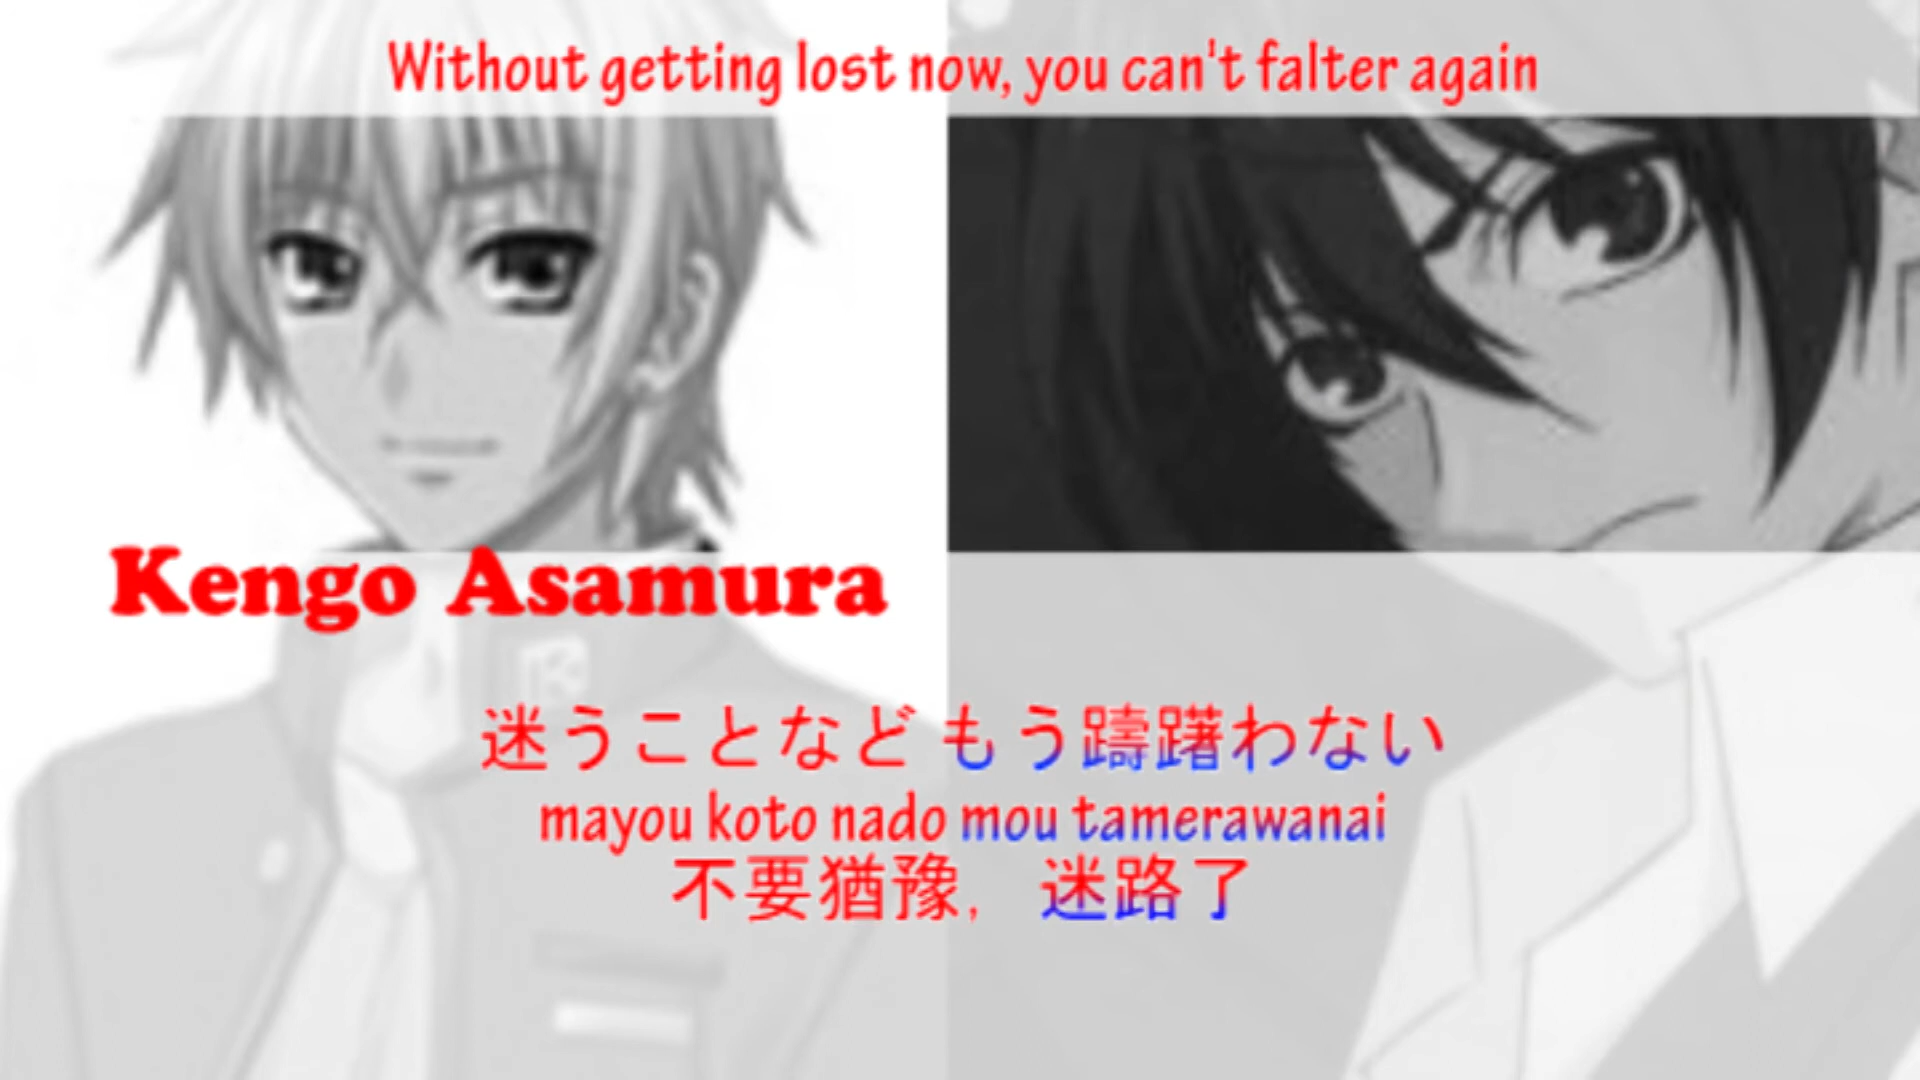 Without getting lost now, you can't falter again
Kengo Asamura
迷うことなど もう躊躇わない
mayou koto nado mou tamerawanai
不要猶豫, 迷路了